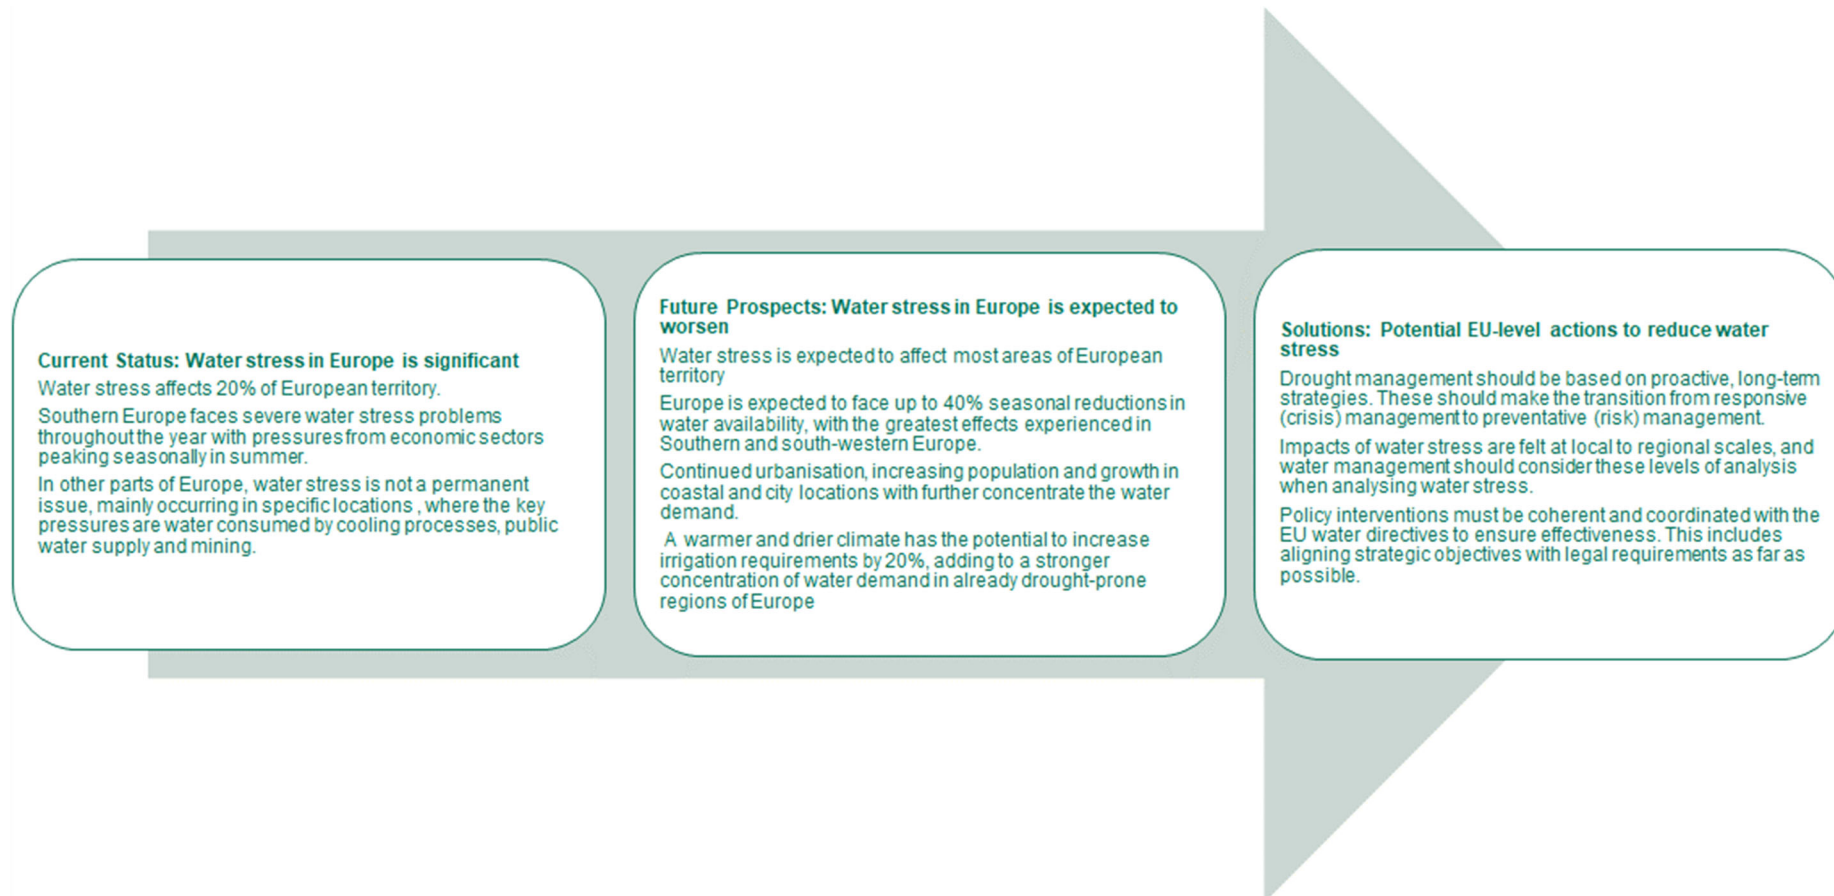 Current Status: Water stress in Europe is significant
Water stress affects 20% of European territory.
Southern Europe faces severe water stress problems
throughout the year with pressures from economic sectors
peaking seasonally in summer.
In other parts of Europe, water stress is not a permanent
issue, mainly occurring in specific locations , where the key
pressures are water consumed by cooling processes, public
water supply and mining.
Future Prospects: Water stress in Europe is expected to
worsen
Water stress is expected to affect most areas of European
territory
Europe is expected to face up to 40% seasonal reductions in
water availability, with the greatest effects experienced in
Southern and south-western Europe.
Continued urbanisation, increasing population and growth in
coastal and city locations with further concentrate the water
demand.
A warmer and drier climate has the potential to increase
irrigation requirements by 20%, adding to a stronger
concentration of water demand in already drought-prone
regions of Europe
Solutions: Potential EU-level actions to reduce water
stress
Drought management should be based on proactive, long-term
strategies. These should make the transition from responsive
(crisis) management to preventative (risk) management.
Impacts of water stress are felt at local to regional scales, and
water management should consider these levels of analysis
when analysing water stress.
Policy interventions must be coherent and coordinated with the
EU water directives to ensure effectiveness. This includes
aligning strategic objectives with legal requirements as far as
possible.